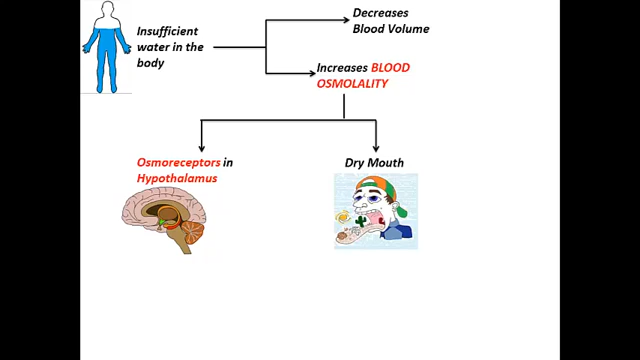 Insufficient
water in the
body
Decreases
Blood Volume
Increases BLOOD
OSMOLALITY
Osmoreceptors in
Hypothalamus
Dry Mouth